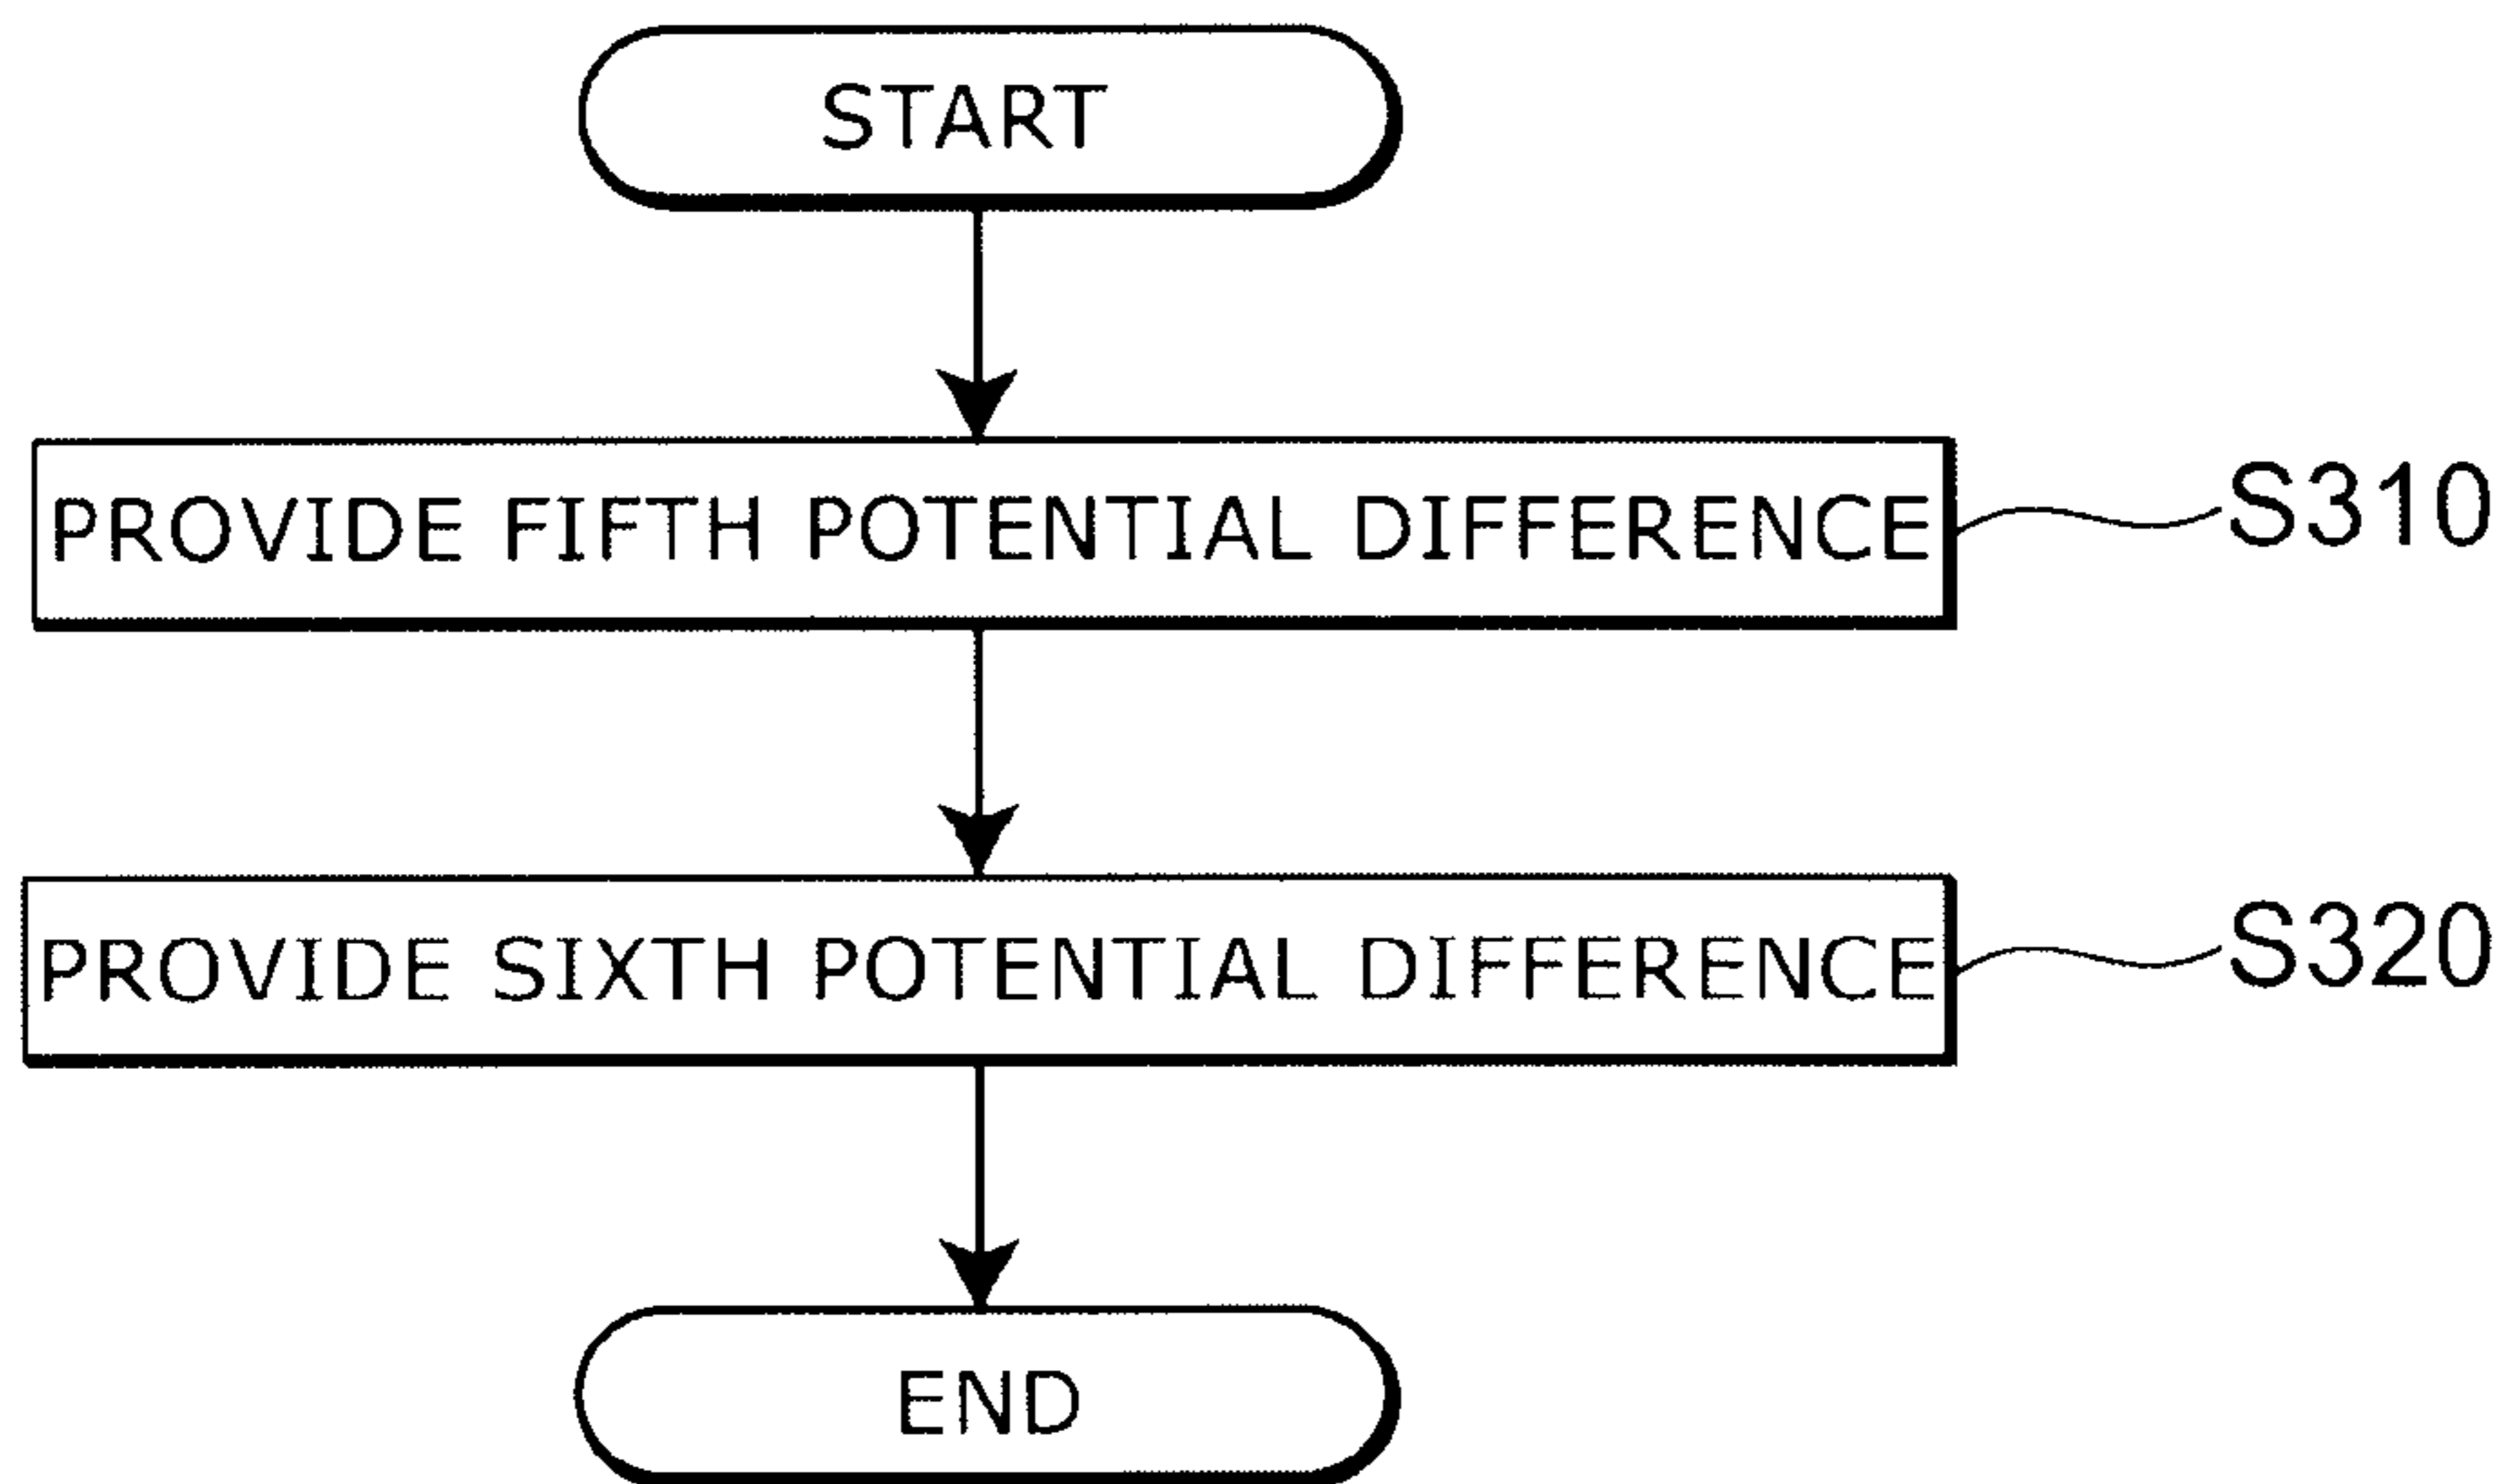 START
PROVIDE FIFTH POTENTIAL DIFFERENCE
S310
PROVIDE SIXTH POTENTIAL DIFFERENCE
S320
END